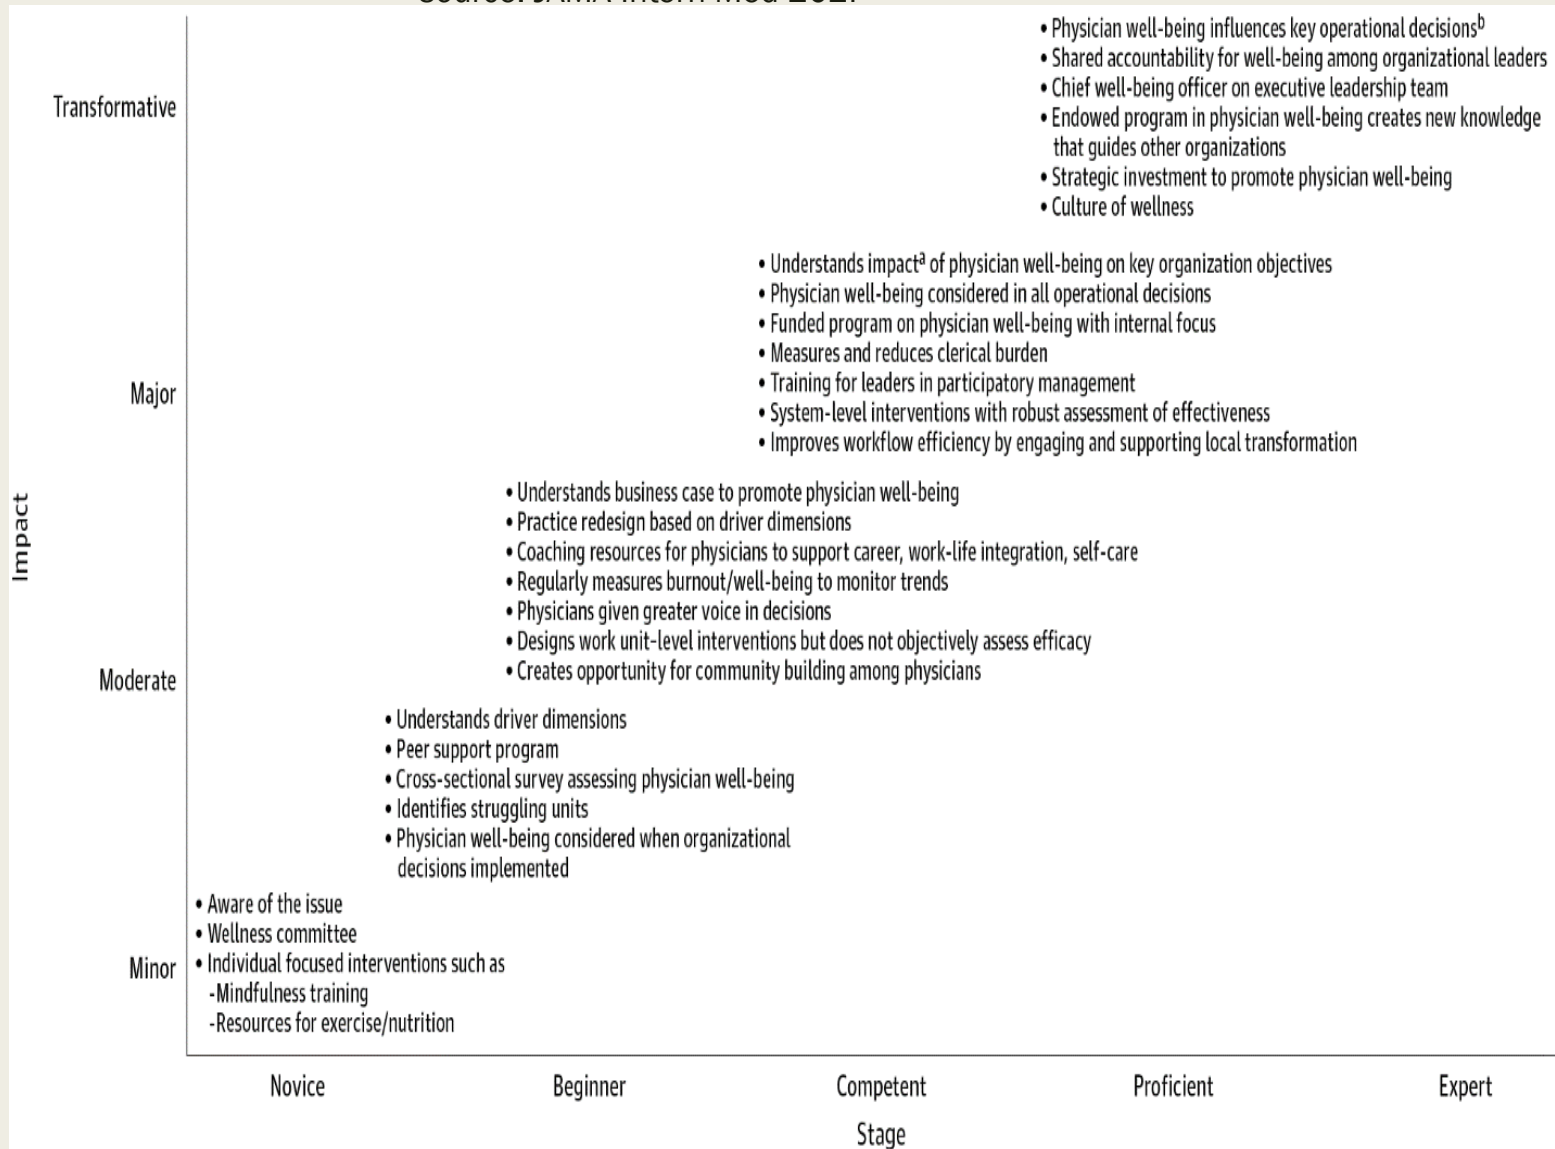 Transformative
• Physician well-being influences key operational decisionsᵇ
• Shared accountability for well-being among organizational leaders
• Chief well-being officer on executive leadership team
• Endowed program in physician well-being creates new knowledge
that guides other organizations
• Strategic investment to promote physician well-being
• Culture of wellness
Major
• Understands impactᵃ of physician well-being on key organization objectives
• Physician well-being considered in all operational decisions
• Funded program on physician well-being with internal focus
• Measures and reduces clerical burden
• Training for leaders in participatory management
• System-level interventions with robust assessment of effectiveness
• Improves workflow efficiency by engaging and supporting local transformation
Impact
Moderate
• Understands business case to promote physician well-being
• Practice redesign based on driver dimensions
• Coaching resources for physicians to support career, work-life integration, self-care
• Regularly measures burnout/well-being to monitor trends
• Physicians given greater voice in decisions
• Designs work unit-level interventions but does not objectively assess efficacy
• Creates opportunity for community building among physicians
• Understands driver dimensions
• Peer support program
• Cross-sectional survey assessing physician well-being
• Identifies struggling units
• Physician well-being considered when organizational
decisions implemented
Minor
• Aware of the issue
• Wellness committee
• Individual focused interventions such as
-Mindfulness training
-Resources for exercise/nutrition
Novice
Beginner
Competent
Proficient
Expert
Stage